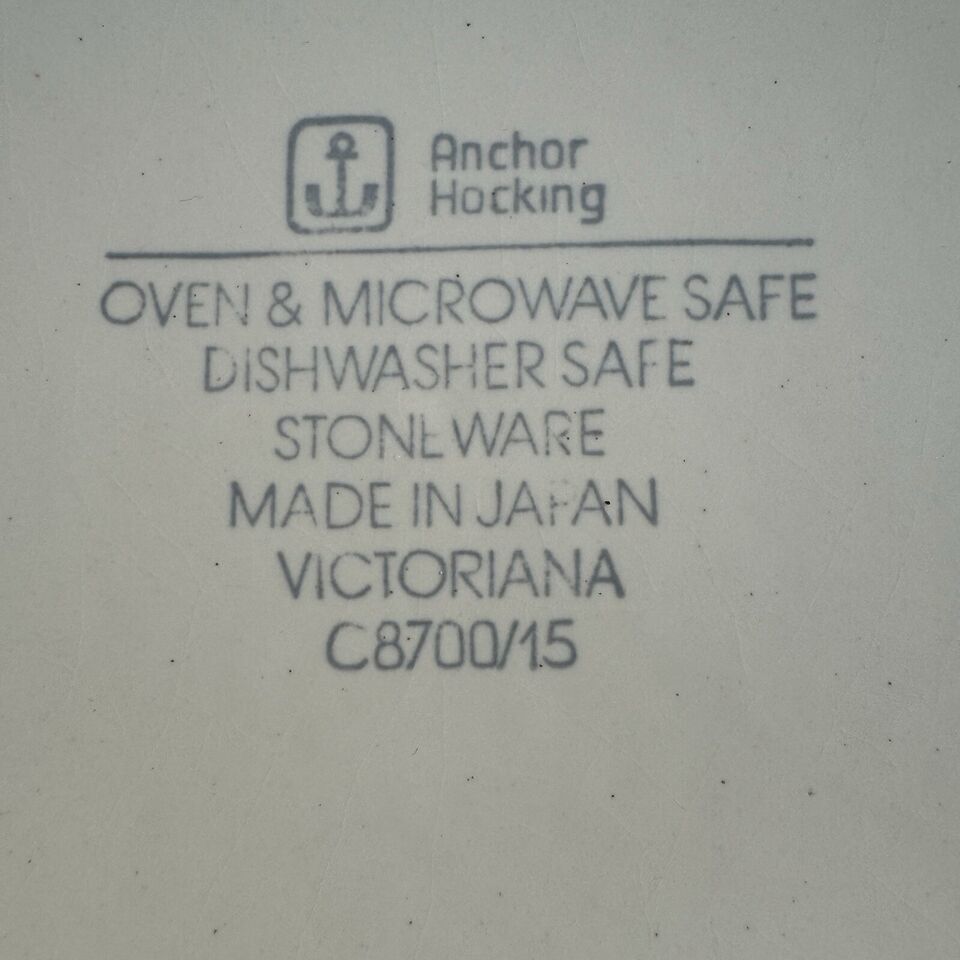 Anchor
Hocking
OVEN & MICROWAVE SAFE
DISHWASHER SAFE
STONEWARE
MADE IN JAPAN
VICTORIANA
C8700/15